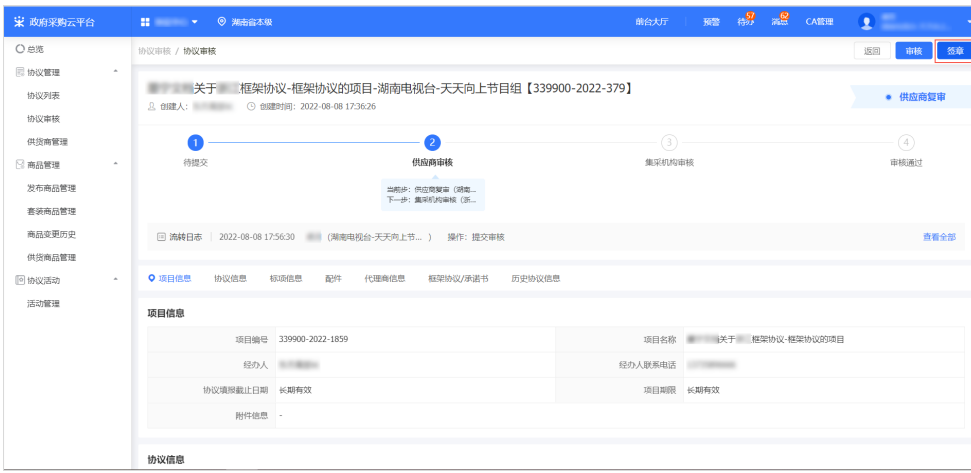 政府采购云平台
湖南省本级
前台大厅 预警 待办 57 消息 62 CA管理
总览
协议管理
协议列表
协议审核
供货商管理
商品管理
发布商品管理
套装商品管理
商品变更历史
供货商品管理
协议活动
活动管理
协议审核 / 协议审核
返回 审核 签章
关于 框架协议-框架协议的项目-湖南电视台-天天向上节目组【339900-2022-379】
创建人： 创建时间：2022-08-08 17:36:26
供应商复审
1 2 3 4
待提交 供应商审核 集采机构审核 审核通过
当前步：供应商复审（湖南...
下一步：集采机构审核（浙...
流转日志 2022-08-08 17:56:30 （湖南电视台-天天向上节... ） 操作：提交审核 查看全部
项目信息 协议信息 标项信息 配件 代理商信息 框架协议/承诺书 历史协议信息
项目信息
项目编号 339900-2022-1859 项目名称 关于 框架协议-框架协议的项目
经办人 经办人联系电话
协议填报截止日期 长期有效 项目期限 长期有效
附件信息 -
协议信息